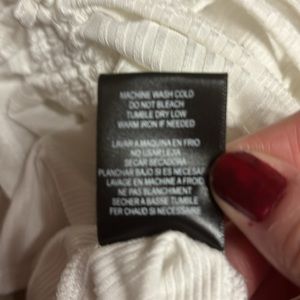 MACHINE WASH COLD
DO NOT BLEACH
TUMBLE DRY LOW
WARM IRON IF NEEDED
LAVAR A MAQUINA EN FRIO
NO USAR LEJIA
SECAR SECADORA
PLANCHAR BAJO SI ES NECESAR
LAVAGE EN MACHINE A FROID
NE PAS BLANCHIMENT
SECHER A BASSE TUMBLE
FER CHAUD SI NECESSAIRE